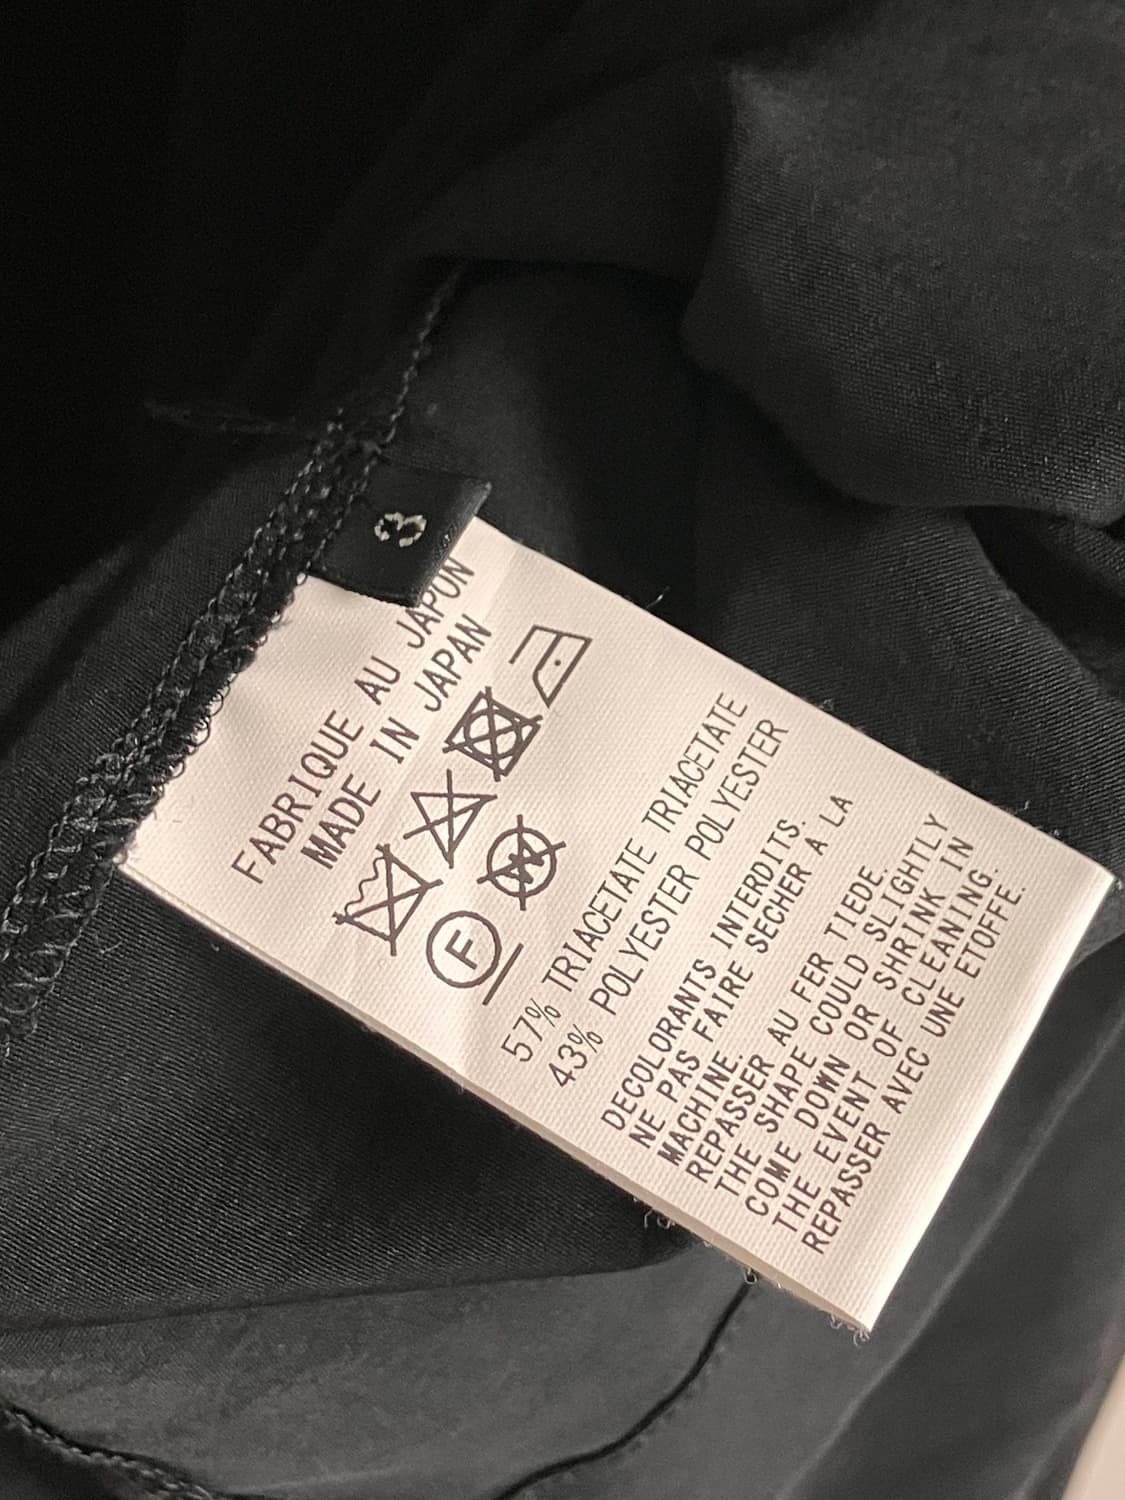 3
FABRIQUE AU JAPON
MADE IN JAPAN
W
F
57% TRIACETATE TRIACETATE
43% POLYESTER POLYESTER
DECOLORANTS INTERDITS.
NE PAS FAIRE SECHER À LA
MACHINE.
REPASSER AU FER TIEDE.
THE SHAPE COULD SLIGHTLY
COME DOWN OR SHRINK IN
THE EVENT OF CLEANING.
REPASSER AVEC UNE ETOFFE.